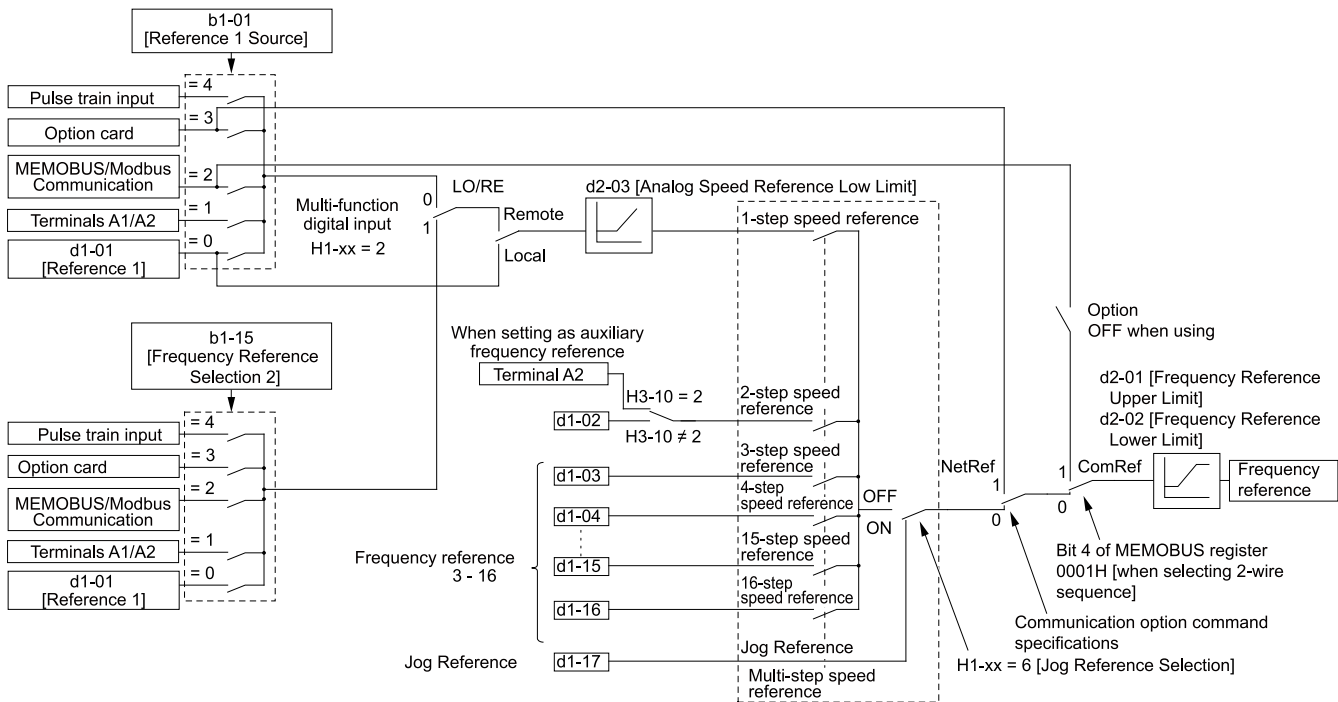 b1-01
[Reference 1 Source]
= 4
Pulse train input
= 3
Option card
MEMOBUS/Modbus
Communication
= 2
= 1
Terminals A1/A2
= 0
d1-01
[Reference 1]
Multi-function
digital input
H1-xx = 2
0
1
LO/RE
Remote
Local
d2-03 [Analog Speed Reference Low Limit]
1-step speed reference
b1-15
[Frequency Reference
Selection 2]
= 4
Pulse train input
= 3
Option card
= 2
MEMOBUS/Modbus
Communication
= 1
Terminals A1/A2
= 0
d1-01
[Reference 1]
When setting as auxiliary
frequency reference
Terminal A2
H3-10 = 2
d1-02
H3-10 ≠ 2
2-step speed
reference
d1-03
3-step speed
reference
d1-04
4-step
speed reference
d1-15
15-step speed
reference
d1-16
16-step
speed reference
Frequency reference
3 - 16
Jog Reference
d1-17
Jog Reference
Multi-step speed
reference
OFF
ON
NetRef
1
0
Option
OFF when using
1
0
ComRef
d2-01 [Frequency Reference
Upper Limit]
d2-02 [Frequency Reference
Lower Limit]
Frequency
reference
Bit 4 of MEMOBUS register
0001H [when selecting 2-wire
sequence]
Communication option command
specifications
H1-xx = 6 [Jog Reference Selection]